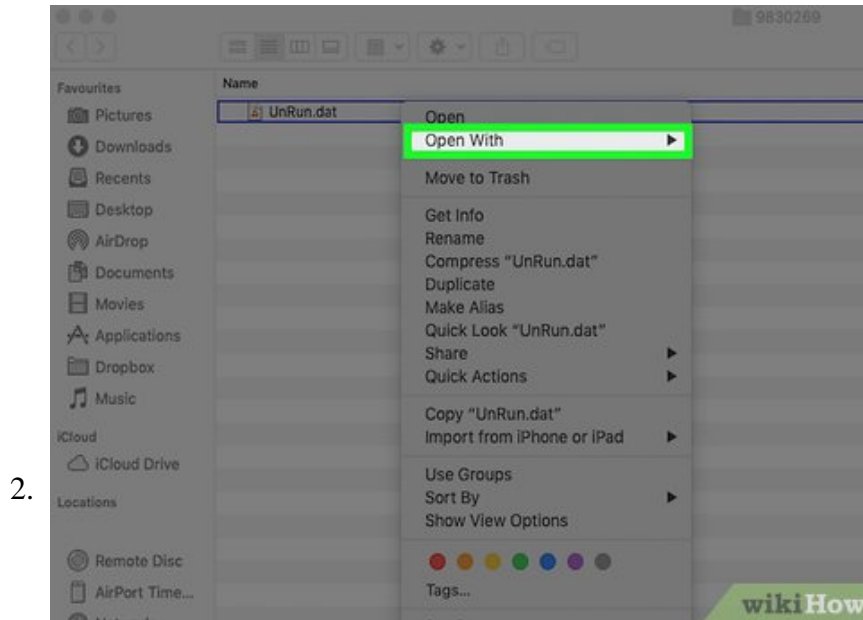 9830269
Favourites
Name
Pictures
UnRun.dat
Open
Open With
Downloads
Recents
Move to Trash
Desktop
Get Info
AirDrop
Rename
Compress “UnRun.dat”
Documents
Duplicate
Movies
Make Alias
Applications
Quick Look “UnRun.dat”
Share
Dropbox
Quick Actions
Music
Copy “UnRun.dat”
iCloud
Import from iPhone or iPad
iCloud Drive
Use Groups
2.
Locations
Sort By
Show View Options
Remote Disc
AirPort Time...
Tags...
wikiHow